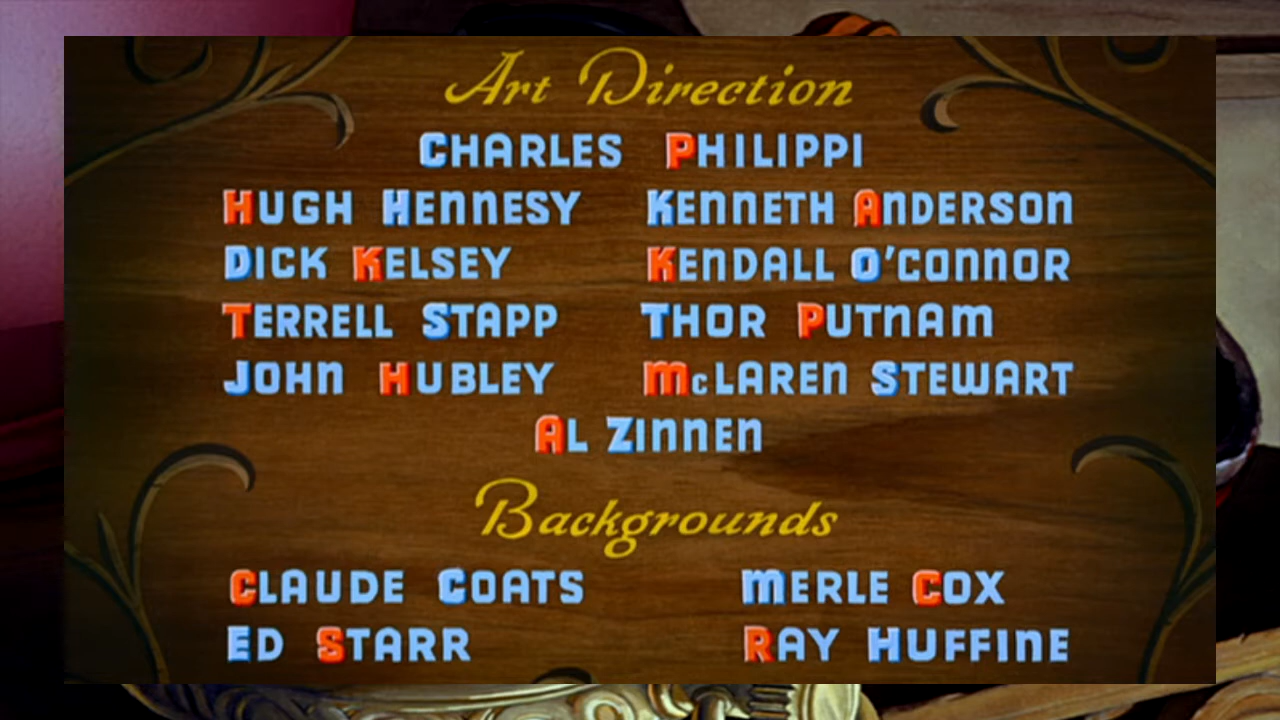 Art Direction
CHARLES PHILIPPI
HUGH HENNESY KENNETH ANDERSON
DICK KELSEY KENDALL O'CONNOR
TERRELL STAPP THOR PUTNAM
JOHN HUBLEY McLAREN STEWART
AL ZINNEN
Backgrounds
CLAUDE COATS MERLE COX
ED STARR RAY HUFFINE